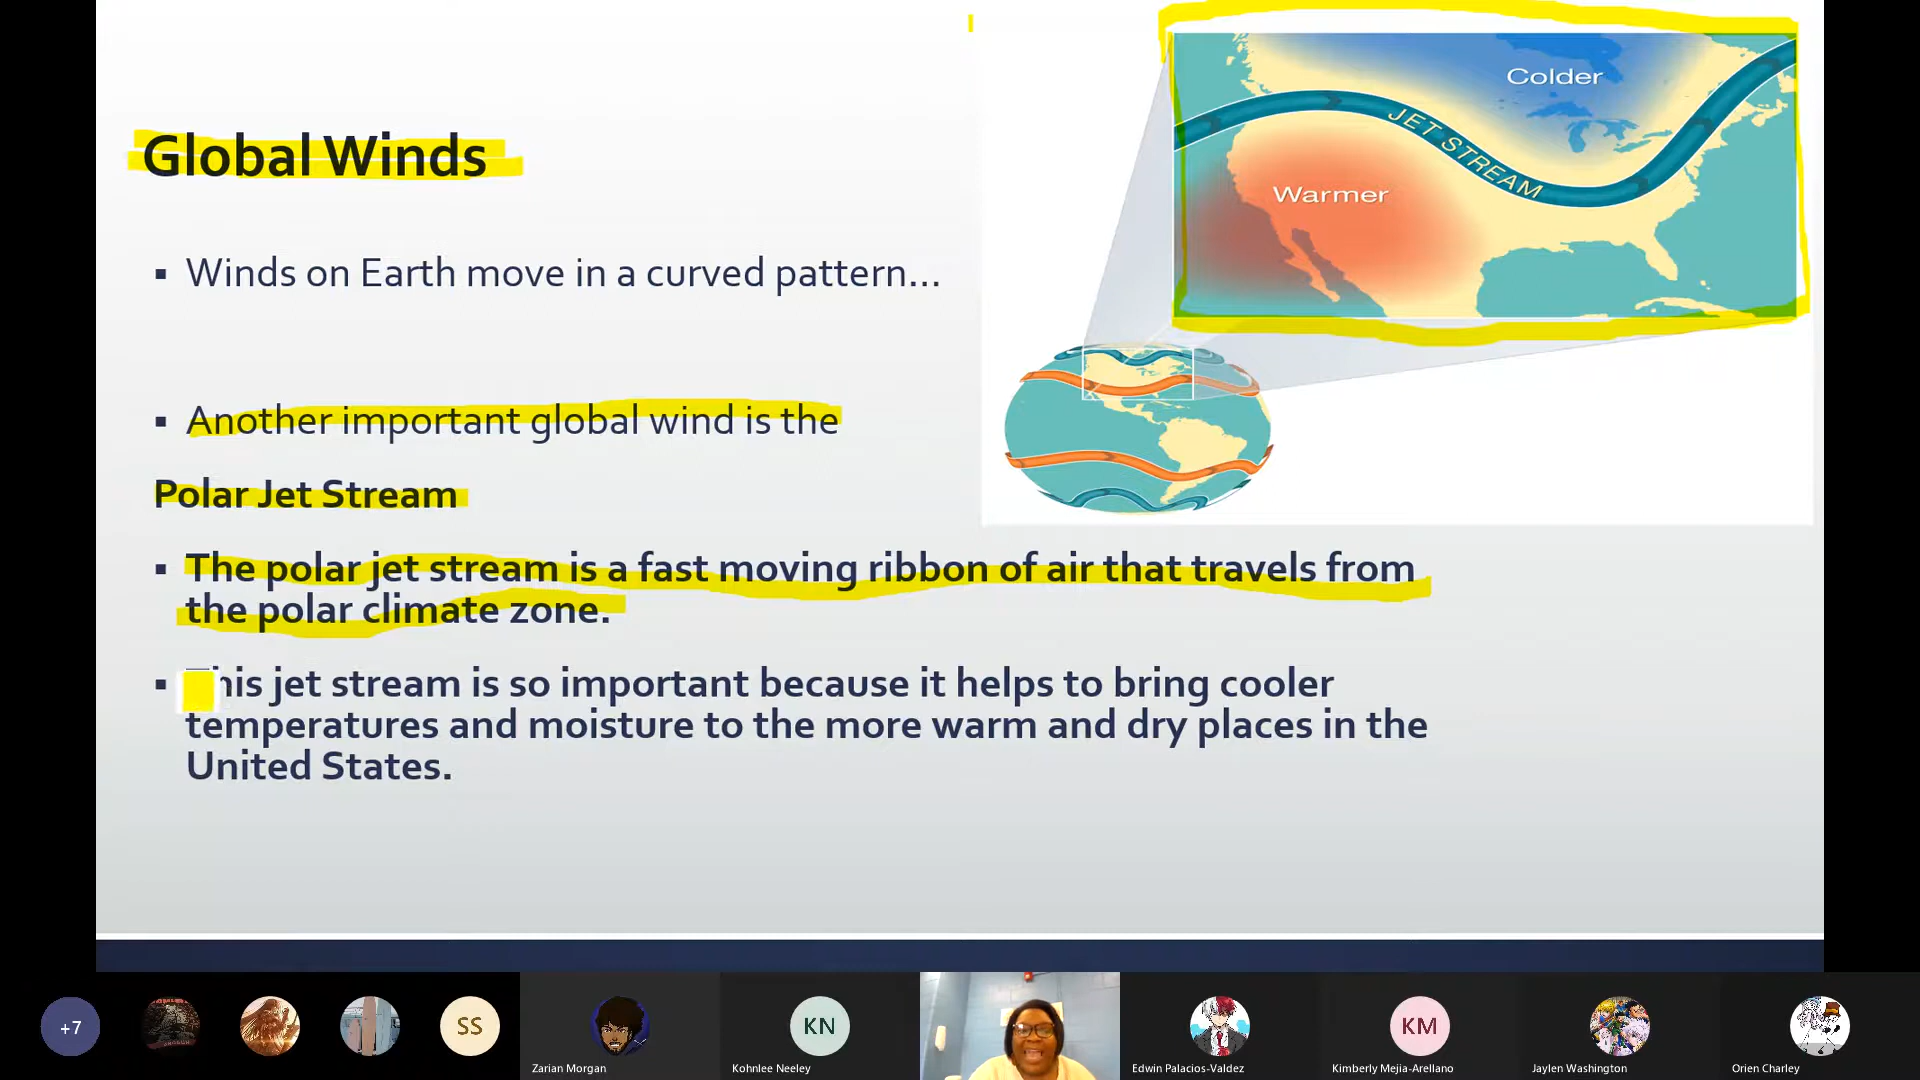 Colder
JET STREAM
Warmer
Global Winds
Winds on Earth move in a curved pattern...
Another important global wind is the
Polar Jet Stream
The polar jet stream is a fast moving ribbon of air that travels from
the polar climate zone.
This jet stream is so important because it helps to bring cooler
temperatures and moisture to the more warm and dry places in the
United States.
+7
SS
KN
KM
Zarian Morgan
Kohnlee Neeley
Edwin Palacios-Valdez
Kimberly Mejia-Arellano
Jaylen Washington
Orien Charley